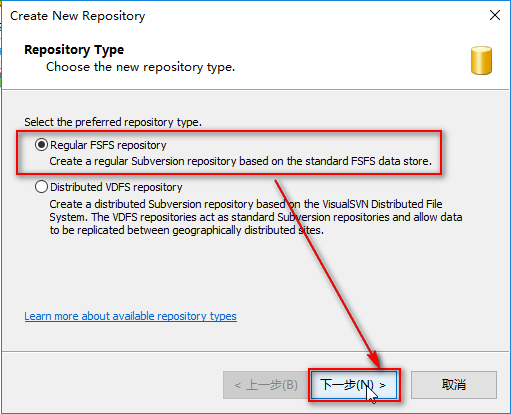 Create New Repository
Repository Type
Choose the new repository type.
Select the preferred repository type.
Regular FSFS repository
Create a regular Subversion repository based on the standard FSFS data store.
Distributed VDFS repository
Create a distributed Subversion repository based on the VisualSVN Distributed File
System. The VDFS repositories act as standard Subversion repositories and allow data
to be replicated between geographically distributed sites.
Learn more about available repository types
< 上一步(B)
下一步(N) >
取消